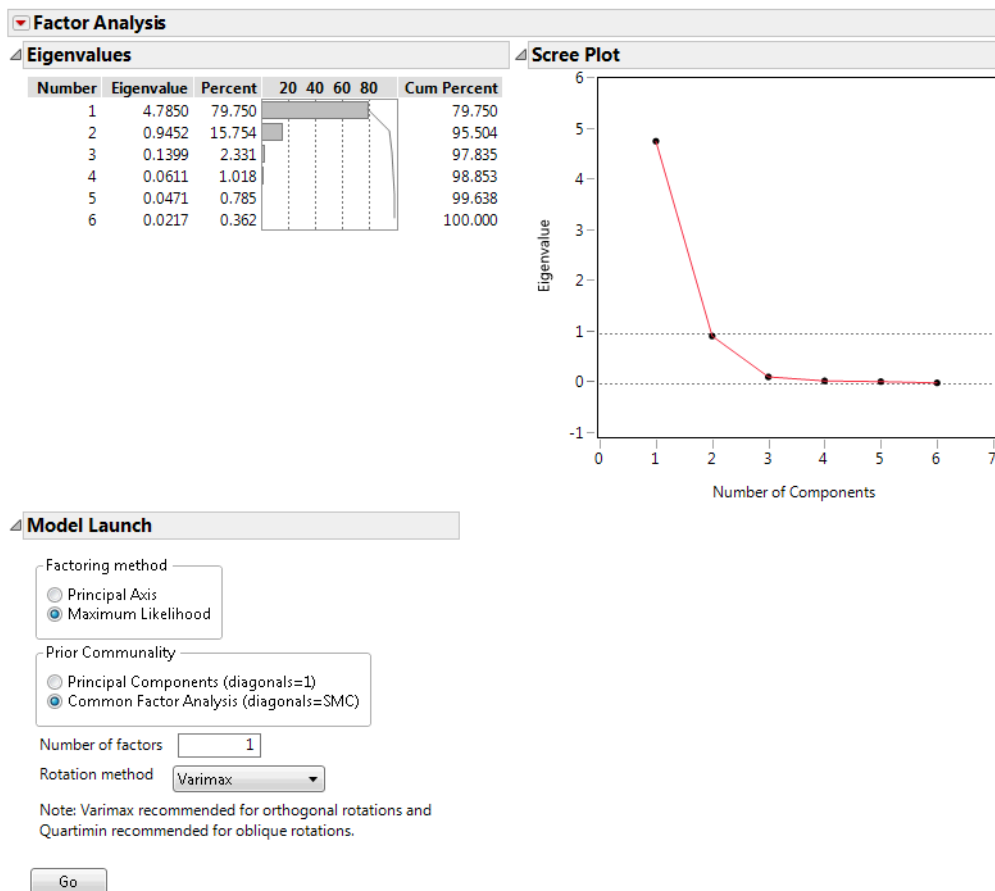 Factor Analysis
Eigenvalues
Number Eigenvalue Percent 20 40 60 80 Cum Percent
1 4.7850 79.750 79.750
2 0.9452 15.754 95.504
3 0.1399 2.331 97.835
4 0.0611 1.018 98.853
5 0.0471 0.785 99.638
6 0.0217 0.362 100.000
Scree Plot
6
5
4
3
2
1
0
-1
Eigenvalue
0 1 2 3 4 5 6 7
Number of Components
Model Launch
Factoring method
Principal Axis
Maximum Likelihood
Prior Communality
Principal Components (diagonals=1)
Common Factor Analysis (diagonals=SMC)
Number of factors 1
Rotation method Varimax
Note: Varimax recommended for orthogonal rotations and
Quartimin recommended for oblique rotations.
Go